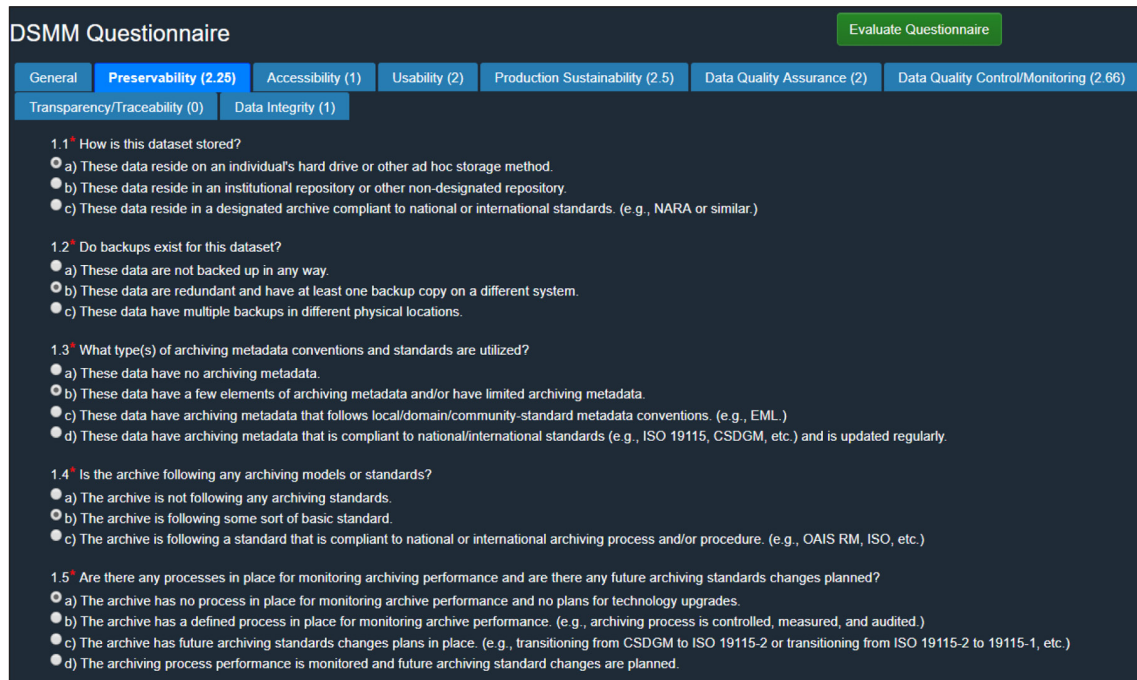 DSMM Questionnaire
Evaluate Questionnaire
General Preservability (2.25) Accessibility (1) Usability (2) Production Sustainability (2.5) Data Quality Assurance (2) Data Quality Control/Monitoring (2.66)
Transparency/Traceability (0) Data Integrity (1)
1.1* How is this dataset stored?
a) These data reside on an individual's hard drive or other ad hoc storage method.
b) These data reside in an institutional repository or other non-designated repository.
c) These data reside in a designated archive compliant to national or international standards. (e.g., NARA or similar.)
1.2* Do backups exist for this dataset?
a) These data are not backed up in any way.
b) These data are redundant and have at least one backup copy on a different system.
c) These data have multiple backups in different physical locations.
1.3* What type(s) of archiving metadata conventions and standards are utilized?
a) These data have no archiving metadata.
b) These data have a few elements of archiving metadata and/or have limited archiving metadata.
c) These data have archiving metadata that follows local/domain/community-standard metadata conventions. (e.g., EML.)
d) These data have archiving metadata that is compliant to national/international standards (e.g., ISO 19115, CSDGM, etc.) and is updated regularly.
1.4* Is the archive following any archiving models or standards?
a) The archive is not following any archiving standards.
b) The archive is following some sort of basic standard.
c) The archive is following a standard that is compliant to national or international archiving process and/or procedure. (e.g., OAIS RM, ISO, etc.)
1.5* Are there any processes in place for monitoring archiving performance and are there any future archiving standards changes planned?
a) The archive has no process in place for monitoring archive performance and no plans for technology upgrades.
b) The archive has a defined process in place for monitoring archive performance. (e.g., archiving process is controlled, measured, and audited.)
c) The archive has future archiving standards changes plans in place. (e.g., transitioning from CSDGM to ISO 19115-2 or transitioning from ISO 19115-2 to 19115-1, etc.)
d) The archiving process performance is monitored and future archiving standard changes are planned.